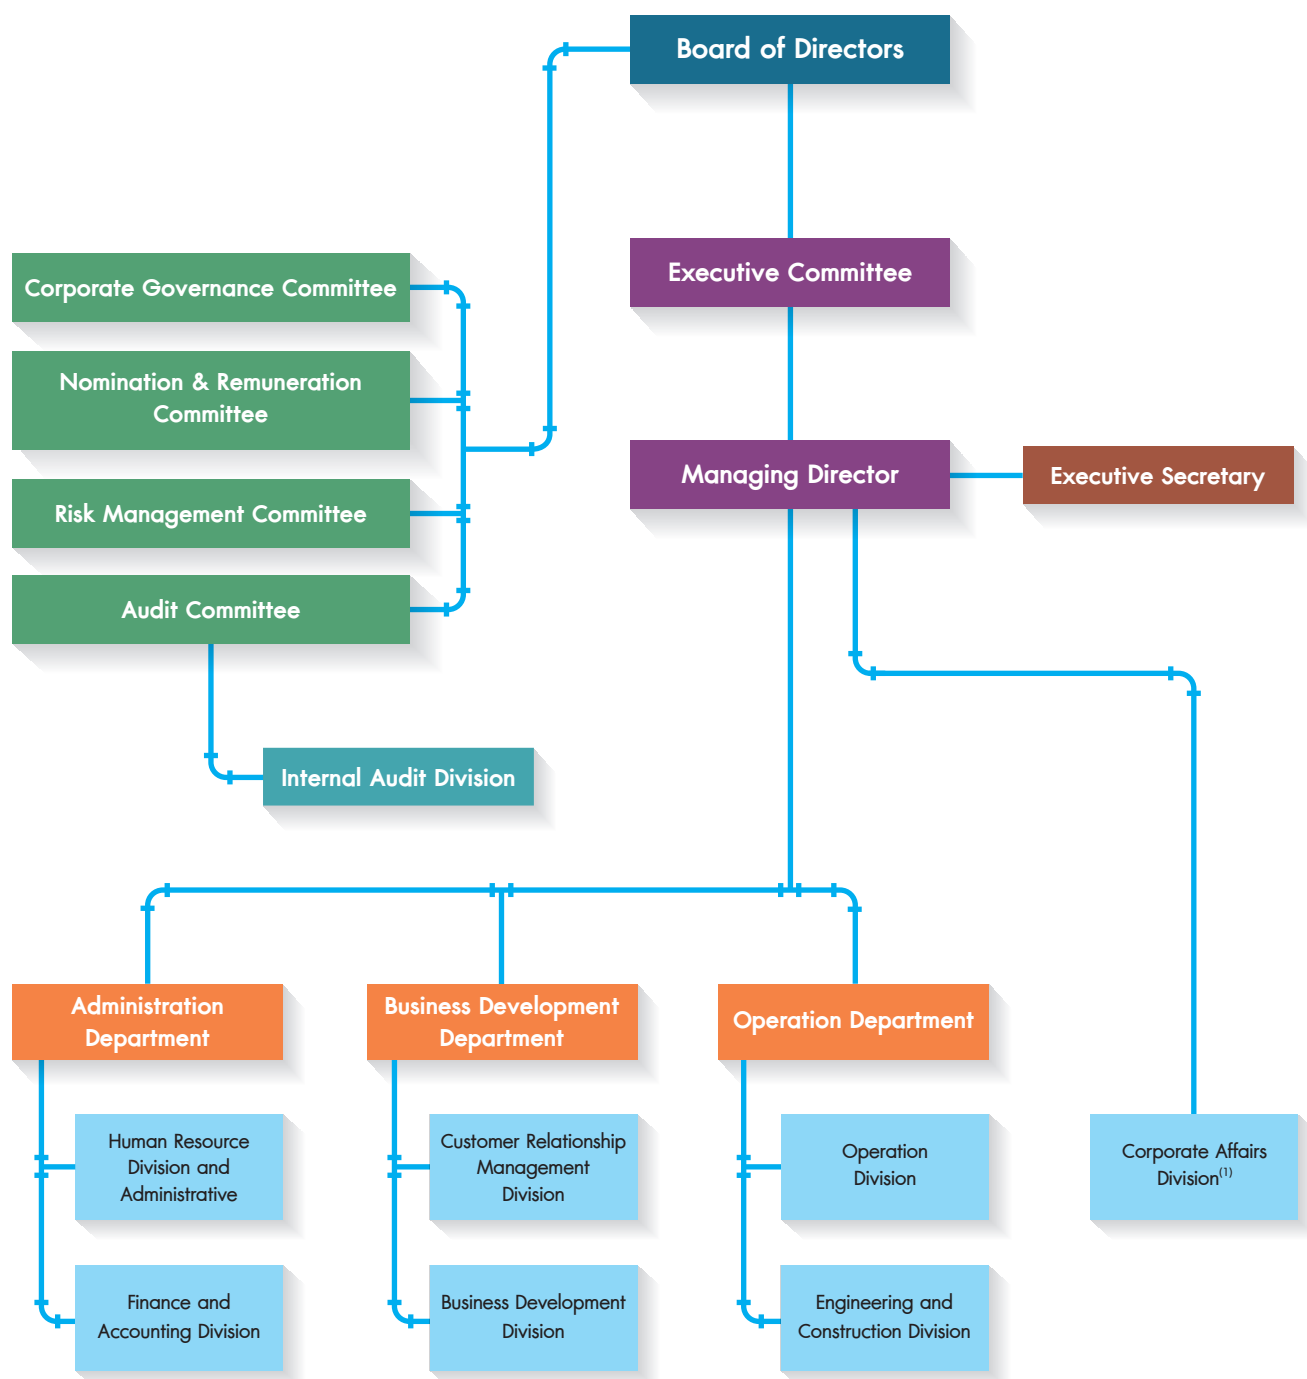 Board of Directors
Executive Committee
Corporate Governance Committee
Nomination & Remuneration
Committee
Managing Director
Executive Secretary
Risk Management Committee
Audit Committee
Internal Audit Division
Administration
Department
Business Development
Department
Operation Department
Human Resource
Division and
Administrative
Customer Relationship
Management
Division
Operation
Division
Corporate Affairs
Division(1)
Finance and
Accounting Division
Business Development
Division
Engineering and
Construction Division